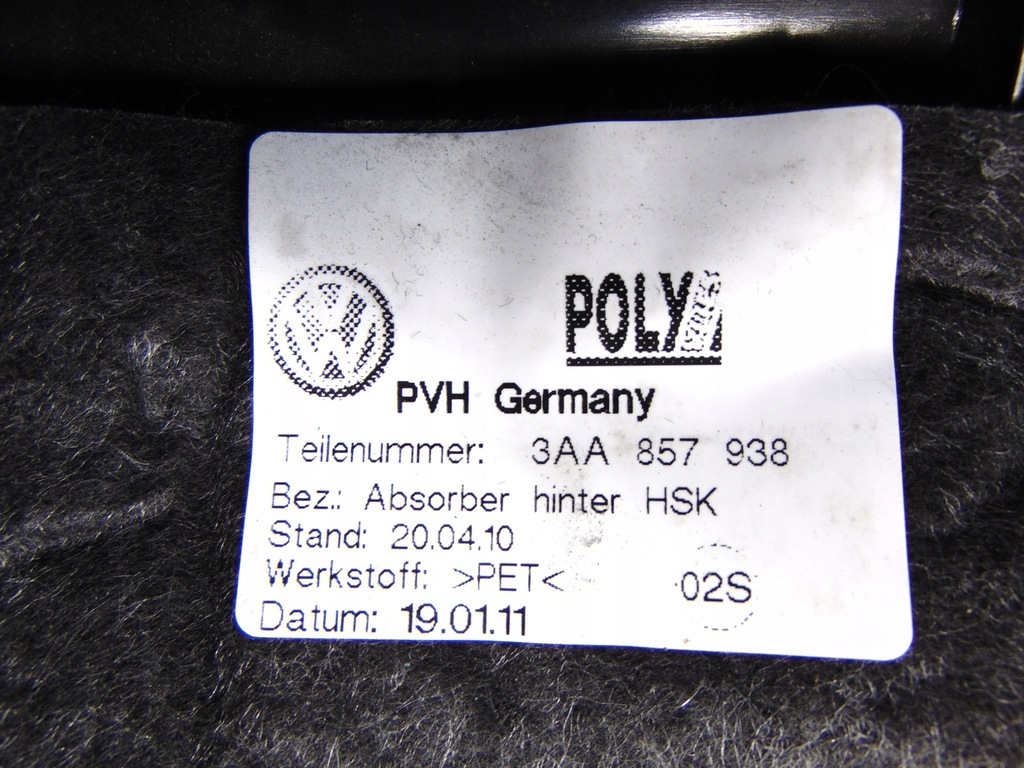 POLY
PVH Germany
Teilenummer: 3AA 857 938
Bez.: Absorber hinter HSK
Stand: 20.04.10
Werkstoff: >PET<
02S
Datum: 19.01.11